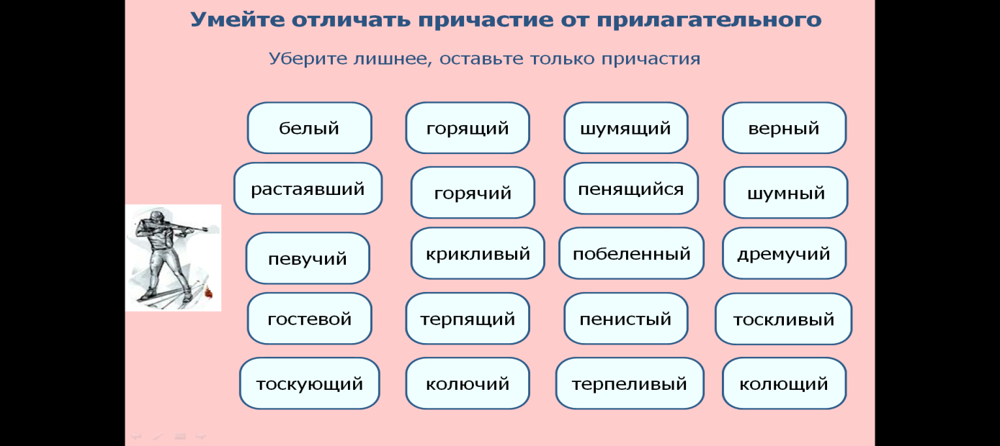 Умейте отличать причастие от прилагательного
Уберите лишнее, оставьте только причастия
белый горящий шумящий верный
растаявший горячий пенящийся шумный
певучий крикливый побеленный дремучий
гостевой терпящий пенистый тоскливый
тоскующий колючий терпеливый колющий